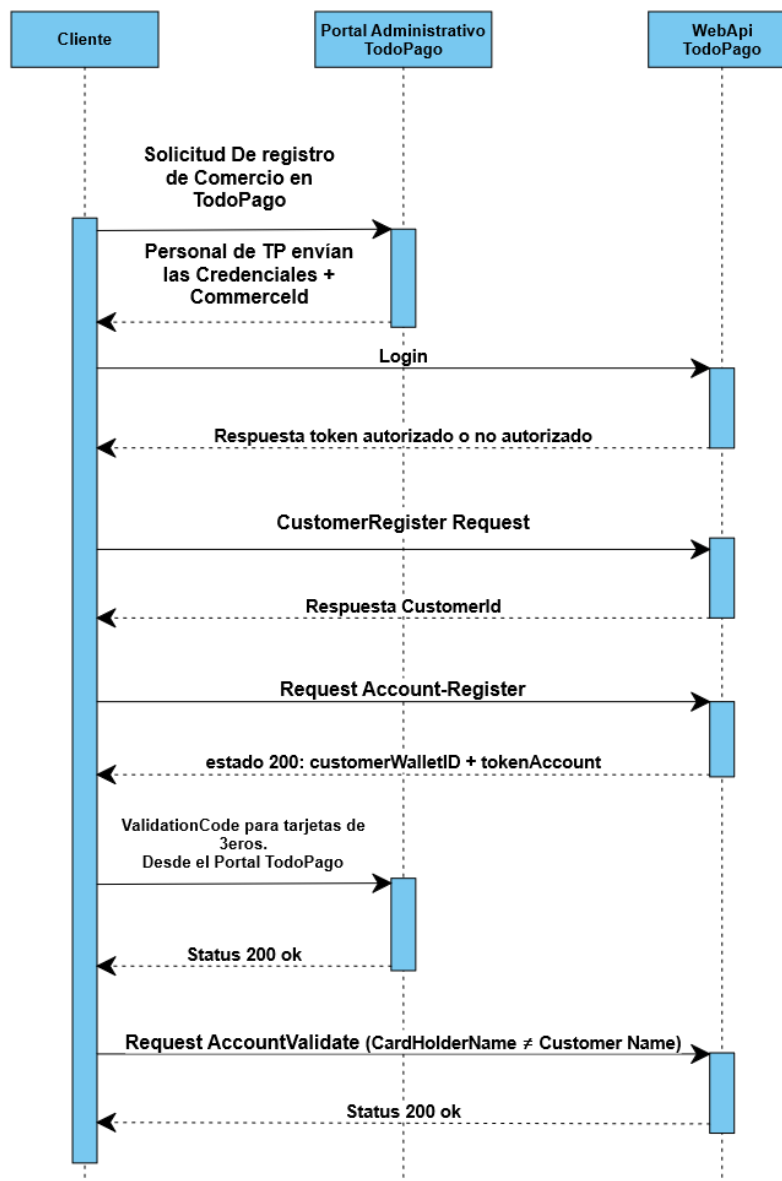 Cliente
Portal Administrativo
TodoPago
WebApi
TodoPago
Solicitud De registro
de Comercio en
TodoPago
Personal de TP envían
las Credenciales +
CommerceId
Login
Respuesta token autorizado o no autorizado
CustomerRegister Request
Respuesta CustomerId
Request Account-Register
estado 200: customerWalletID + tokenAccount
ValidationCode para tarjetas de
3eros.
Desde el Portal TodoPago
Status 200 ok
Request AccountValidate (CardHolderName ≠ Customer Name)
Status 200 ok